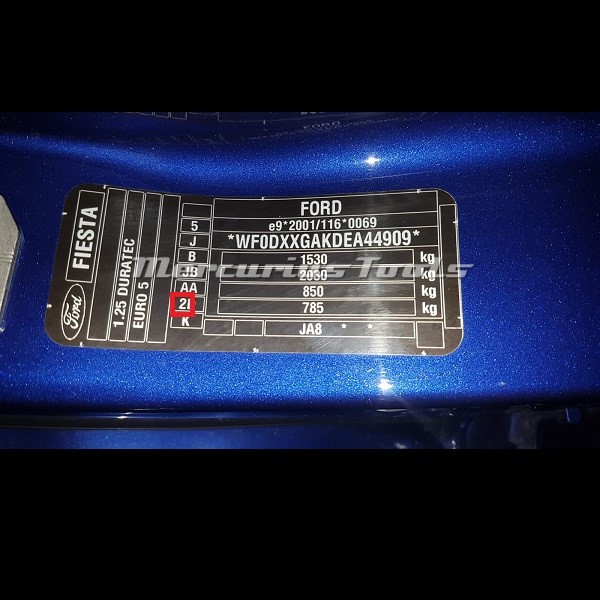 FORD
e9*2001/116*0069
*WF0DXXGAKDEA44909*
1530 kg
2030 kg
850 kg
785 kg
JA8 * *
5
J
B
JB
AA
2I
K
Ford
FIESTA
1.25 DURATEC
EURO 5
Mercurius Tools
FORD